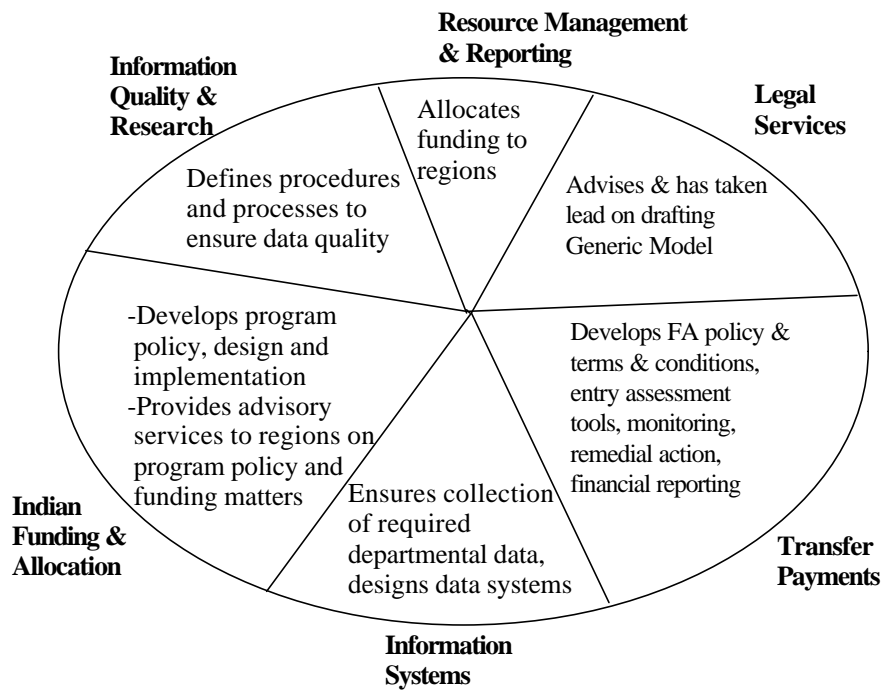 Resource Management
& Reporting
Information
Quality &
Research
Legal
Services
Allocates
funding to
regions
Defines procedures
and processes to
ensure data quality
Advises & has taken
lead on drafting
Generic Model
-Develops program
policy, design and
implementation
-Provides advisory
services to regions on
program policy and
funding matters
Develops FA policy &
terms & conditions,
entry assessment
tools, monitoring,
remedial action,
financial reporting
Ensures collection
of required
departmental data,
designs data systems
Indian
Funding &
Allocation
Transfer
Payments
Information
Systems